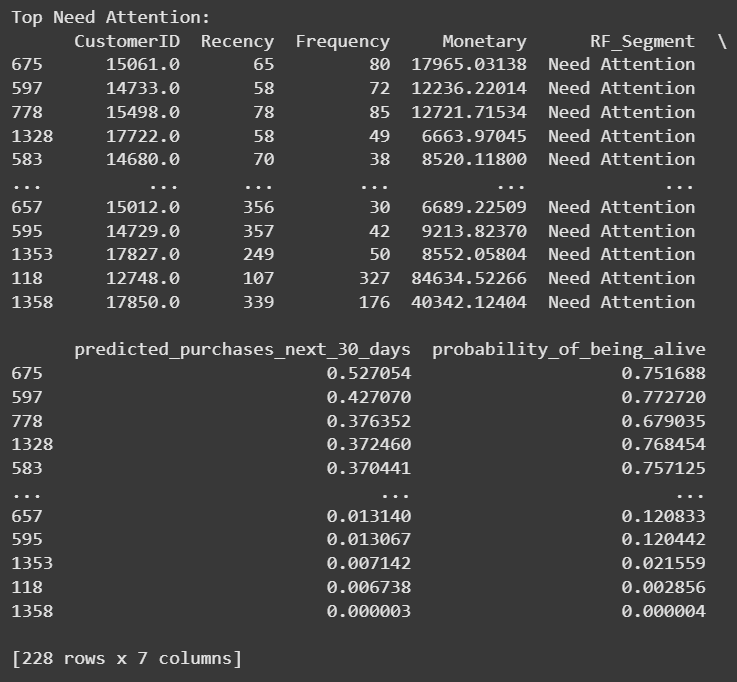 Top Need Attention:
CustomerID Recency Frequency Monetary RF_Segment \
675 15061.0 65 80 17965.03138 Need Attention
597 14733.0 58 72 12236.22014 Need Attention
778 15498.0 78 85 12721.71534 Need Attention
1328 17722.0 58 49 6663.97045 Need Attention
583 14680.0 70 38 8520.11800 Need Attention
... ... ... ... ... ...
657 15012.0 356 30 6689.22509 Need Attention
595 14729.0 357 42 9213.82370 Need Attention
1353 17827.0 249 50 8552.05804 Need Attention
118 12748.0 107 327 84634.52266 Need Attention
1358 17850.0 339 176 40342.12404 Need Attention
predicted_purchases_next_30_days probability_of_being_alive
675 0.527054 0.751688
597 0.427070 0.772720
778 0.376352 0.679035
1328 0.372460 0.768454
583 0.370441 0.757125
... ... ...
657 0.013140 0.120833
595 0.013067 0.120442
1353 0.007142 0.021559
118 0.006738 0.002856
1358 0.000003 0.000004
[228 rows x 7 columns]